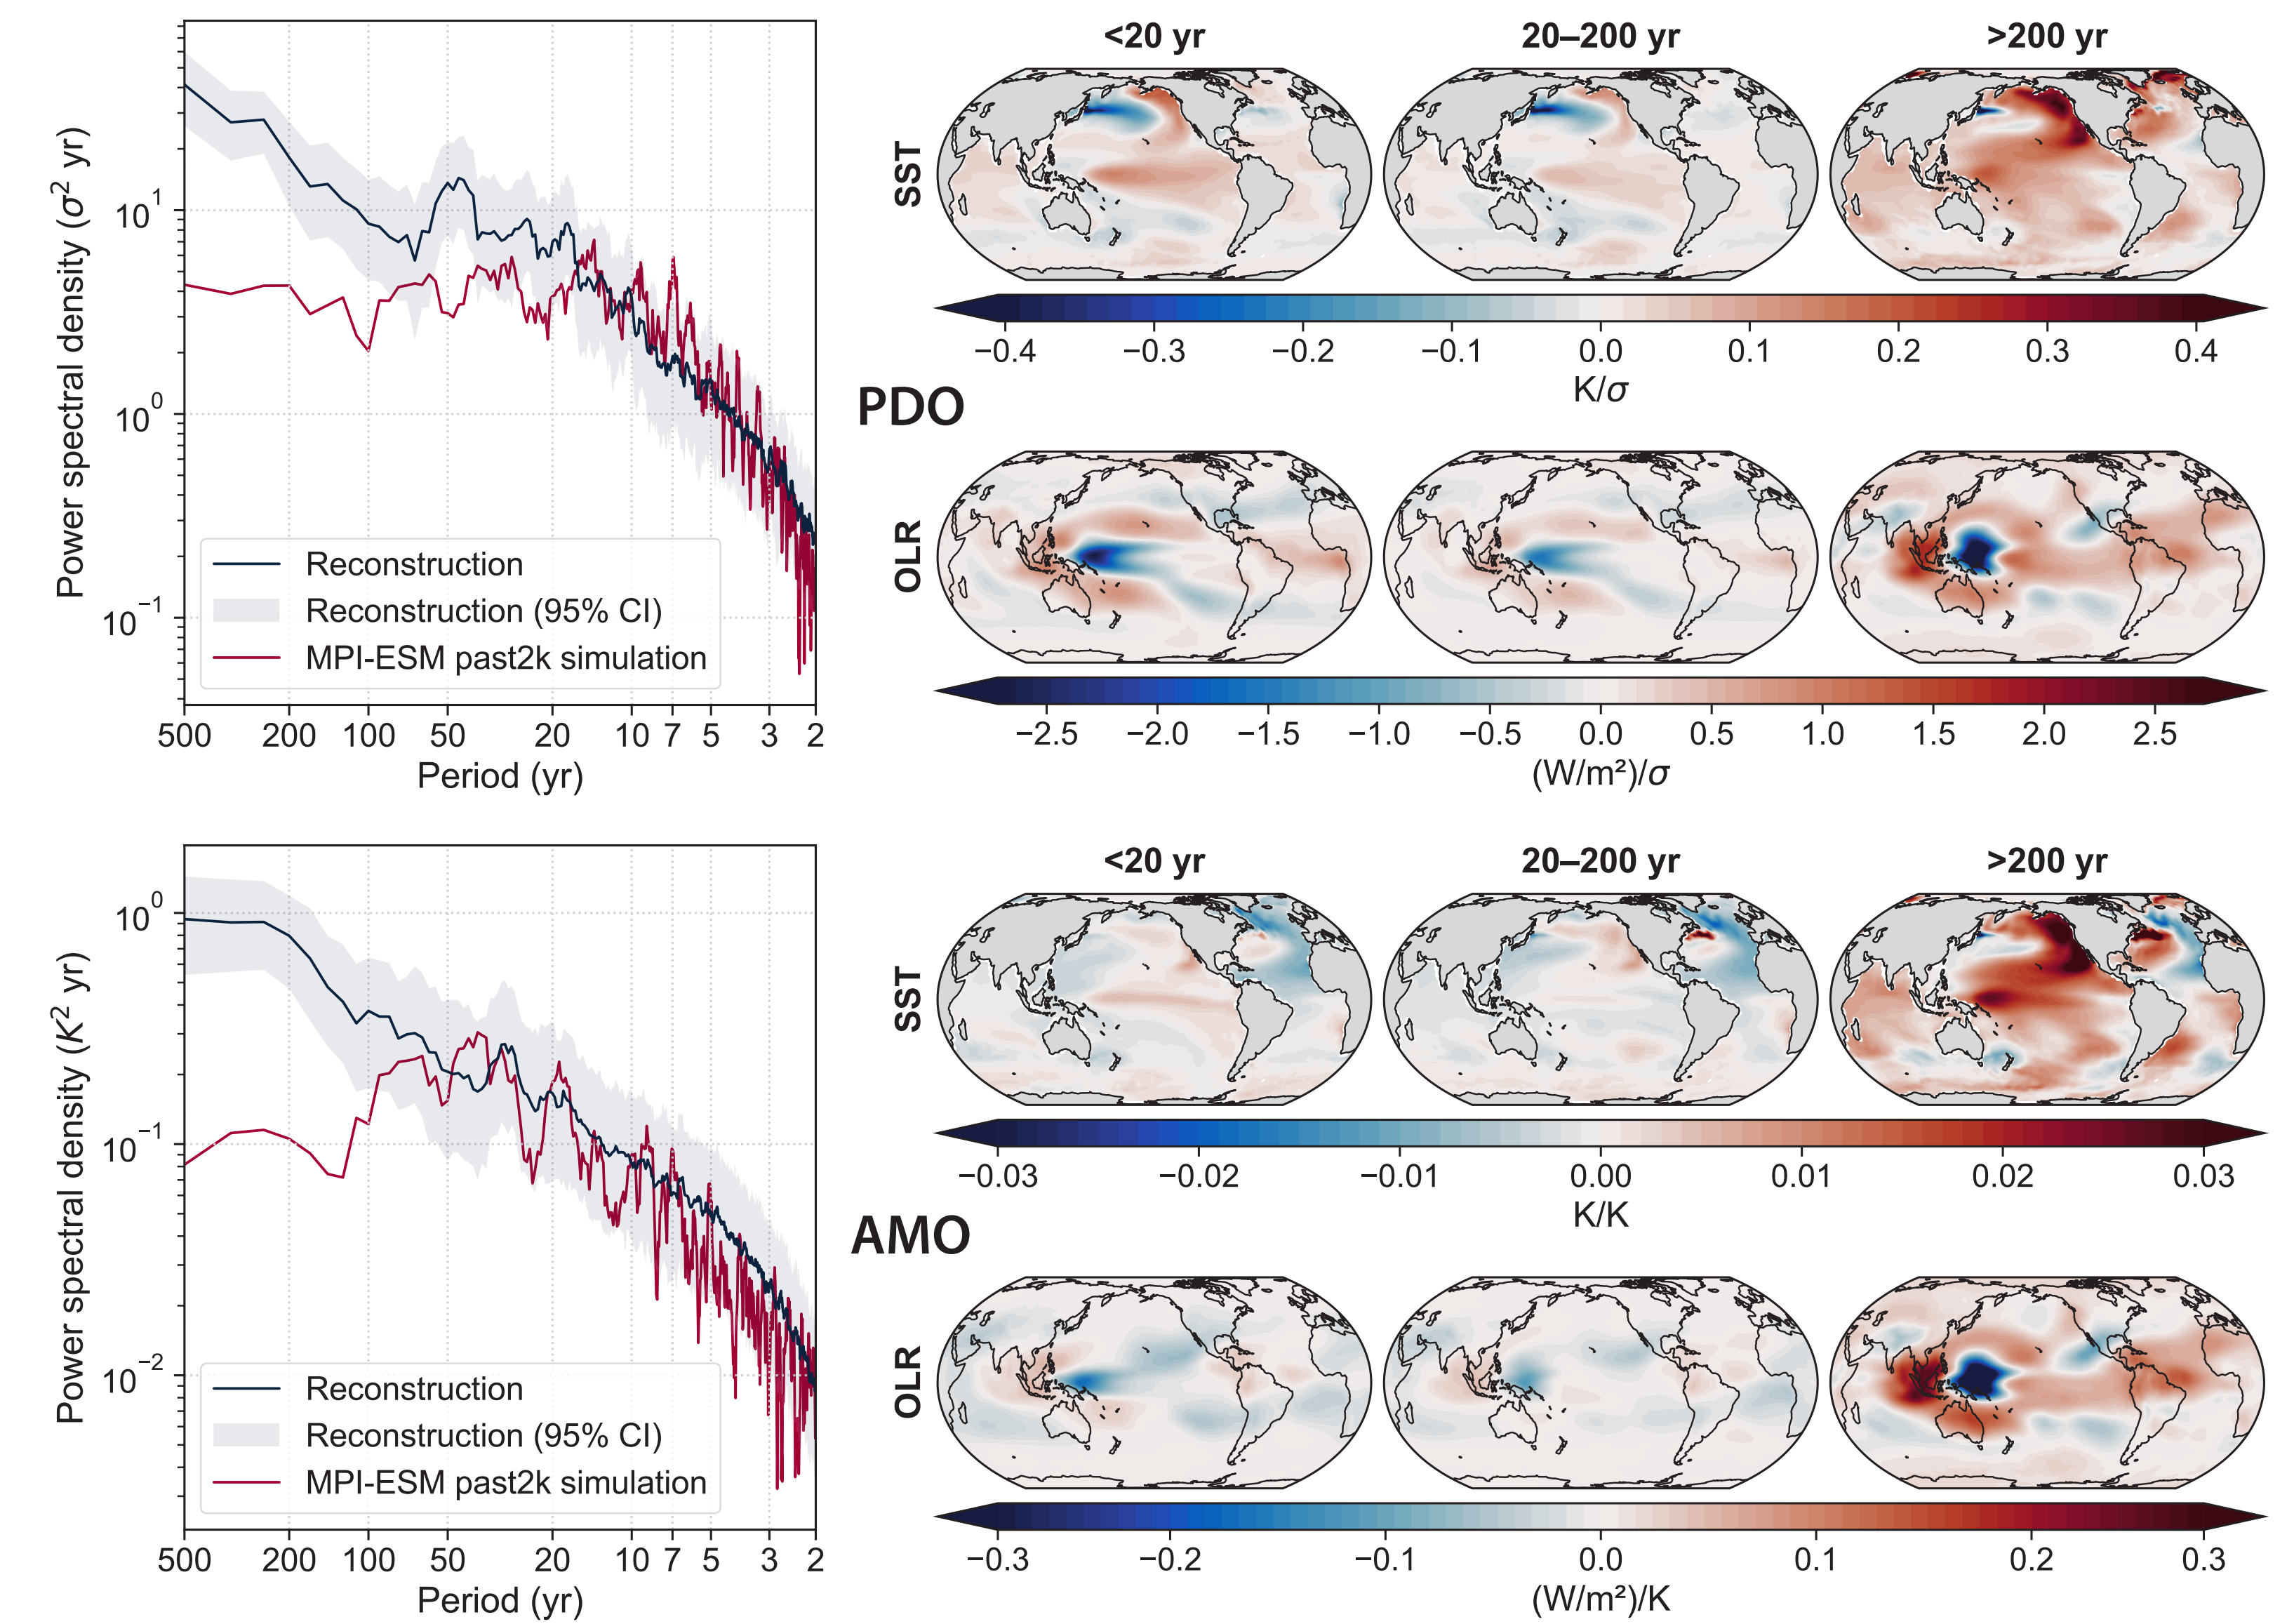 Power spectral density (σ² yr)
10¹
10⁰
10⁻¹
Reconstruction
Reconstruction (95% CI)
MPI-ESM past2k simulation
500 200 100 50 20 10 7 5 3 2
Period (yr)
<20 yr 20–200 yr >200 yr
SST
−0.4 −0.3 −0.2 −0.1 0.0 0.1 0.2 0.3 0.4
K/σ
PDO
OLR
−2.5 −2.0 −1.5 −1.0 −0.5 0.0 0.5 1.0 1.5 2.0 2.5
(W/m²)/σ
Power spectral density (K² yr)
10⁰
10⁻¹
10⁻²
Reconstruction
Reconstruction (95% CI)
MPI-ESM past2k simulation
500 200 100 50 20 10 7 5 3 2
Period (yr)
<20 yr 20–200 yr >200 yr
SST
−0.03 −0.02 −0.01 0.00 0.01 0.02 0.03
K/K
AMO
OLR
−0.3 −0.2 −0.1 0.0 0.1 0.2 0.3
(W/m²)/K